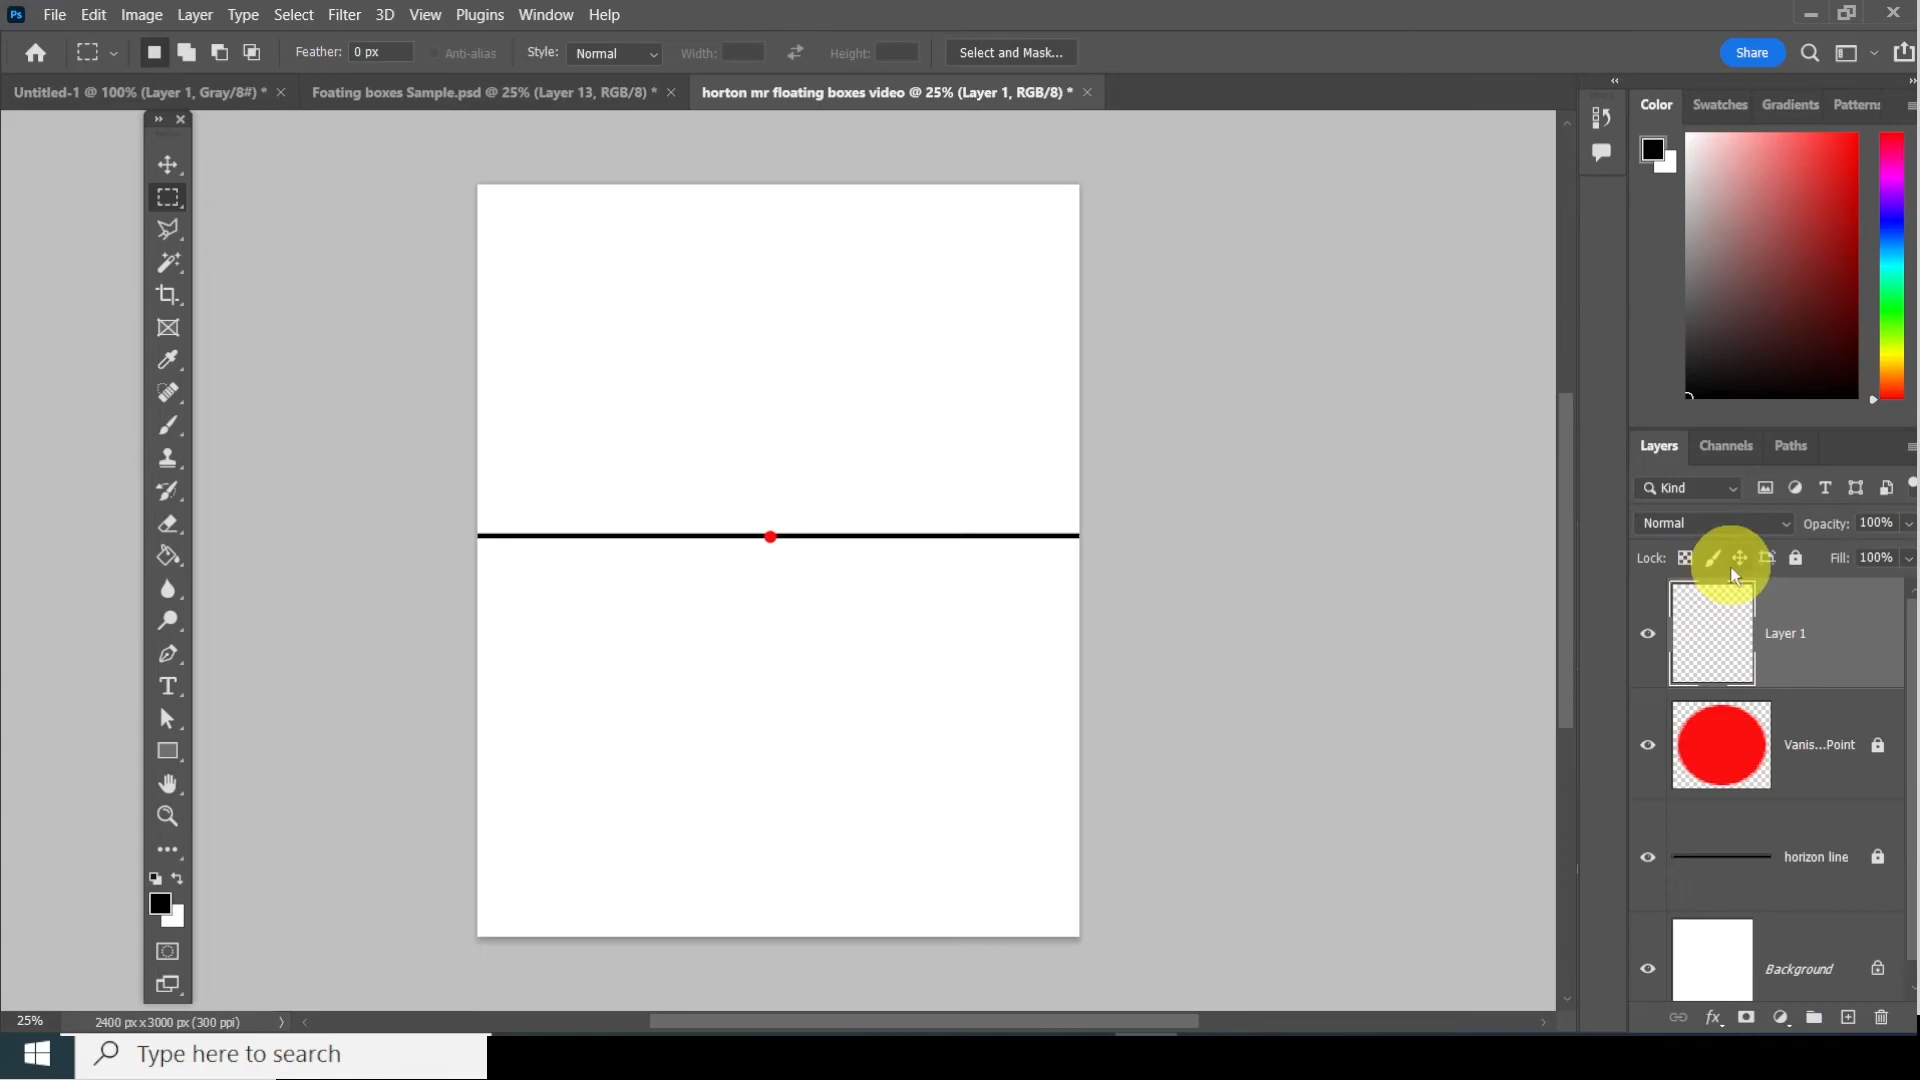 Ps File Edit Image Layer Type Select Filter 3D View Plugins Window Help
Feather: 0 px Anti-alias Style: Normal Width: Height: Select and Mask... Share
Untitled-1 @ 100% (Layer 1, Gray/8#) * Foating boxes Sample.psd @ 25% (Layer 13, RGB/8) * horton mr floating boxes video @ 25% (Layer 1, RGB/8) *
Color Swatches Gradients Patterns
Layers Channels Paths
Kind
Normal Opacity: 100%
Lock: Fill: 100%
Layer 1
Vanis...Point
horizon line
Background
25% 2400 px x 3000 px (300 ppi)
Type here to search